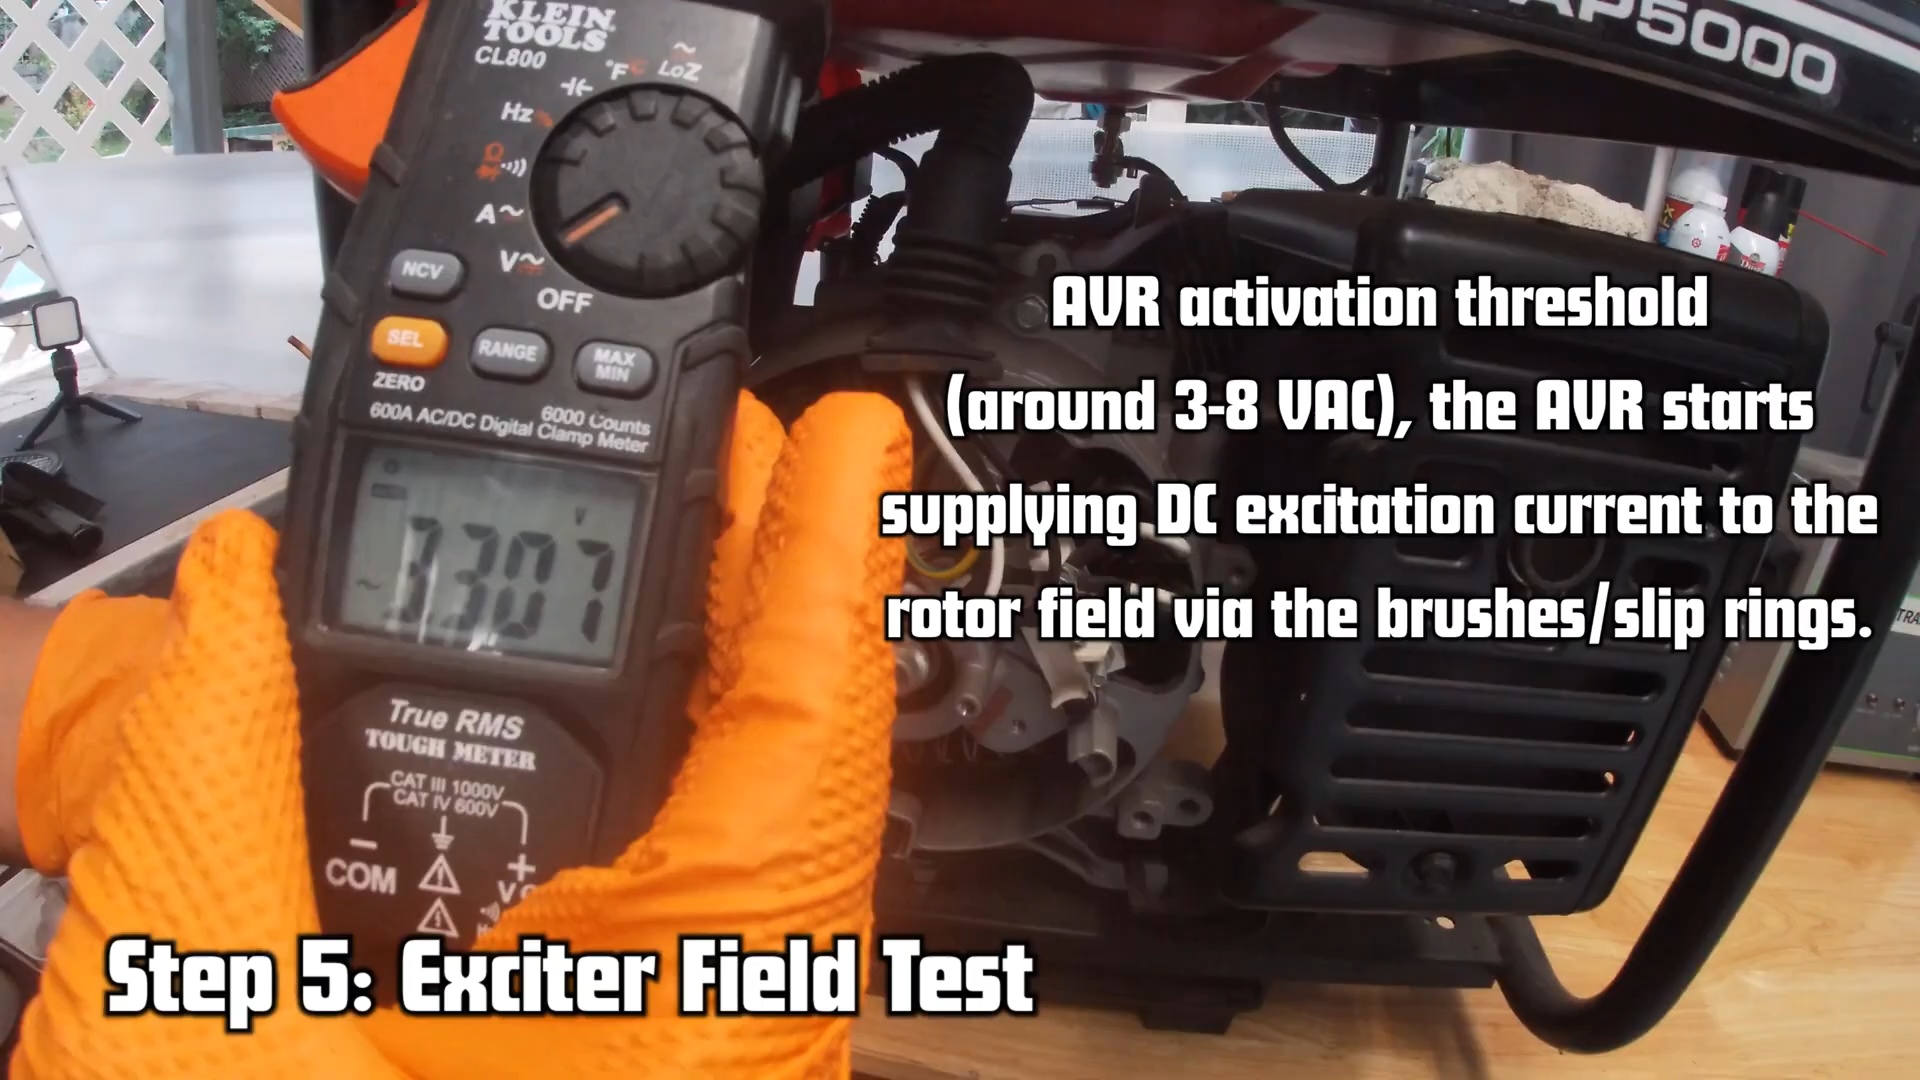 KLEIN
TOOLS
CL800
°F°C
LoZ
Hz
A
V
OFF
NCV
SEL
RANGE
MAX
MIN
ZERO
6000 Counts
600A AC/DC Digital Clamp Meter
V
3.307
True RMS
TOUGH METER
CAT III 1000V
CAT IV 600V
COM
AP5000
AVR activation threshold
(around 3-8 VAC), the AVR starts
supplying DC excitation current to the
rotor field via the brushes/slip rings.
Step 5: Exciter Field Test